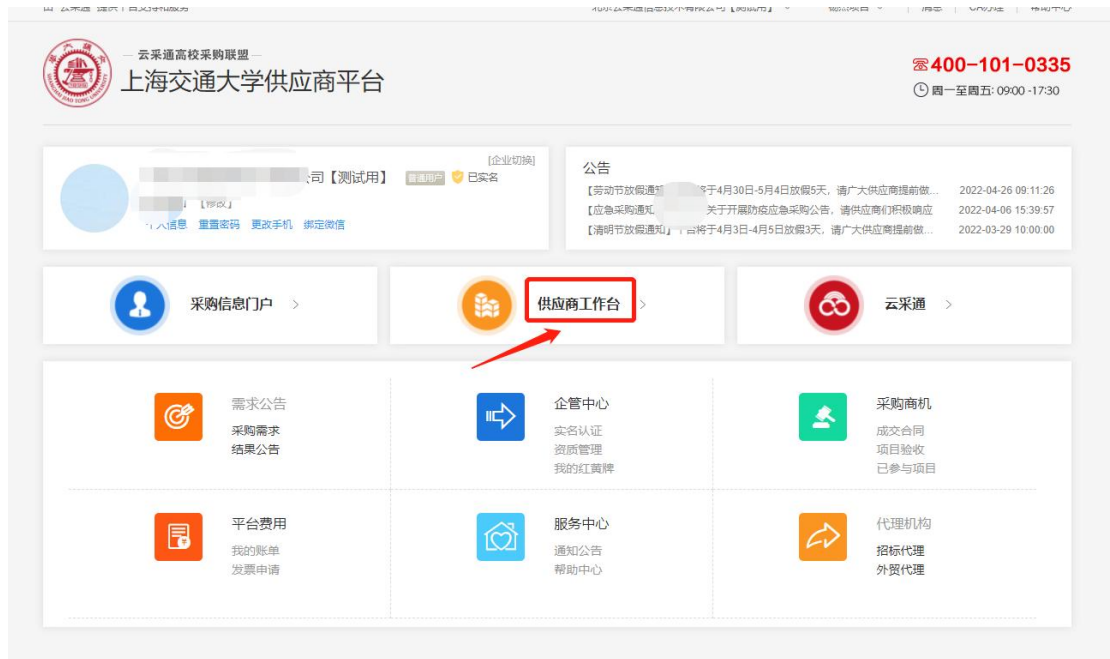 云采通高校采购联盟
上海交通大学供应商平台
400-101-0335
周一至周五: 09:00 -17:30
[企业切换]
司【测试用】 普通用户 已实名
【修改】
个人信息 重置密码 更改手机 绑定微信
公告
【劳动节放假通知 将于4月30日-5月4日放假5天，请广大供应商提前做... 2022-04-26 09:11:26
【应急采购通知 关于开展防疫应急采购公告，请供应商们积极响应 2022-04-06 15:39:57
【清明节放假通知】平台将于4月3日-4月5日放假3天，请广大供应商提前做... 2022-03-29 10:00:00
采购信息门户 >
供应商工作台 >
云采通 >
需求公告
采购需求
结果公告
企管中心
实名认证
资质管理
我的红黄牌
采购商机
成交合同
项目验收
已参与项目
平台费用
我的账单
发票申请
服务中心
通知公告
帮助中心
代理机构
招标代理
外贸代理